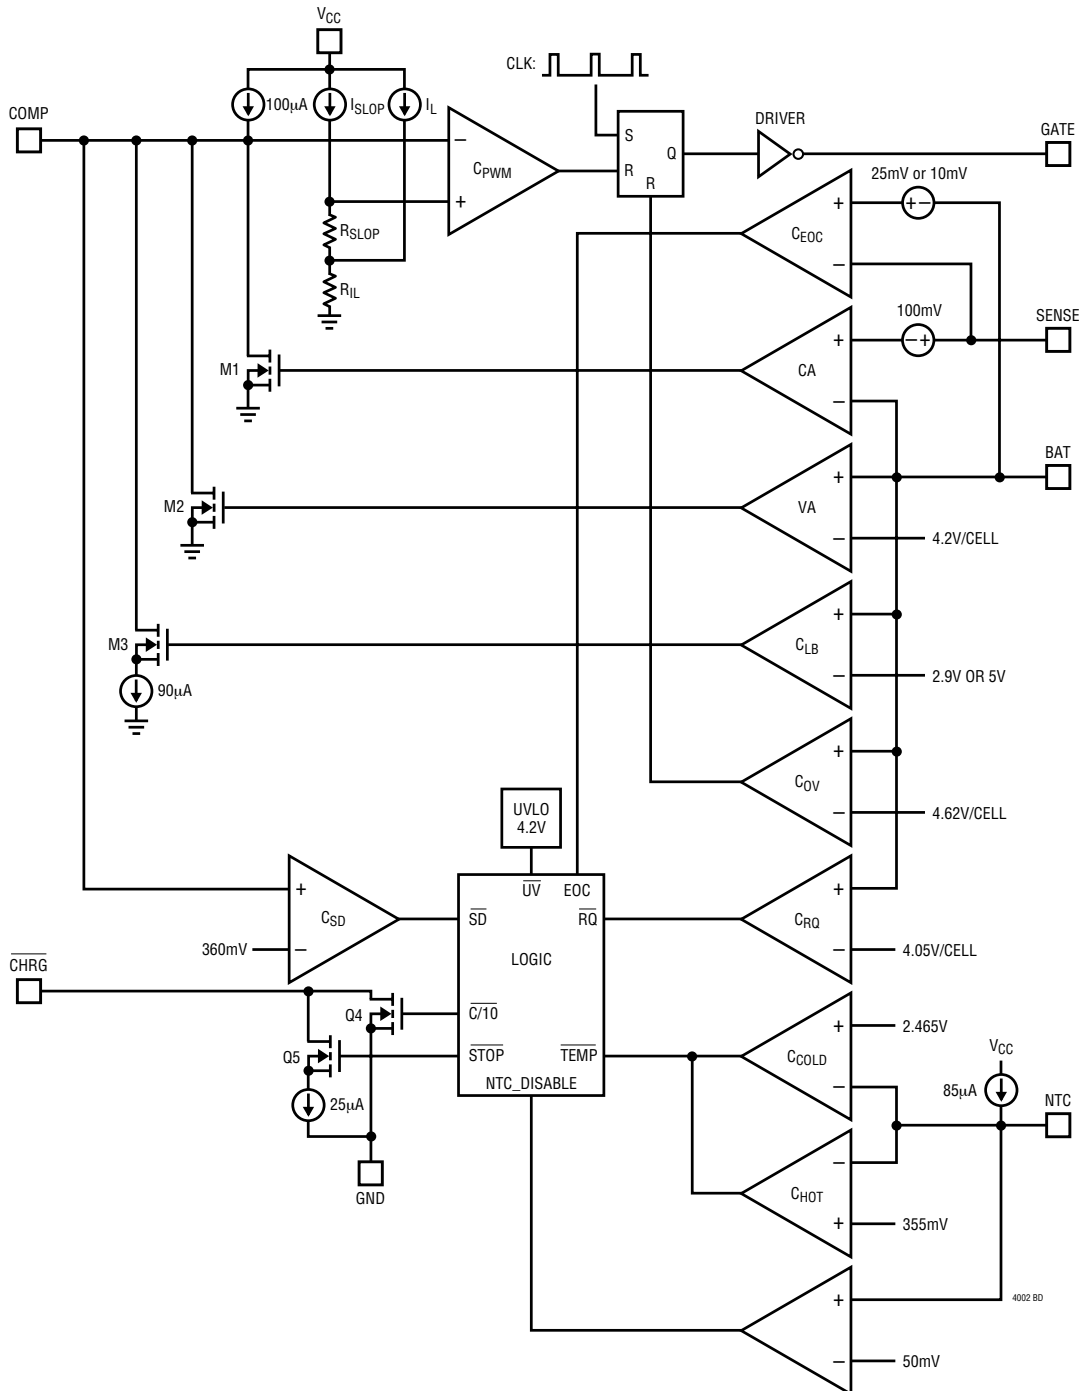 VCC
CLK:
COMP
100µA
ISLOP
IL
DRIVER
GATE
S
Q
R
R
−
CPWM
+
25mV or 10mV
+
+−
CEOC
−
RSLOP
RIL
100mV
SENSE
+
−+
CA
−
M1
BAT
+
VA
−
4.2V/CELL
M2
+
CLB
−
2.9V OR 5V
M3
90µA
+
COV
−
4.62V/CELL
UVLO
4.2V
+
CSD
−
360mV
UV
EOC
SD
RQ
LOGIC
C/10
STOP
TEMP
NTC_DISABLE
+
CRQ
−
4.05V/CELL
CHRG
Q4
Q5
25µA
GND
+
2.465V
CCOLD
−
VCC
85µA
NTC
−
CHOT
+
355mV
+
4002 BD
−
50mV